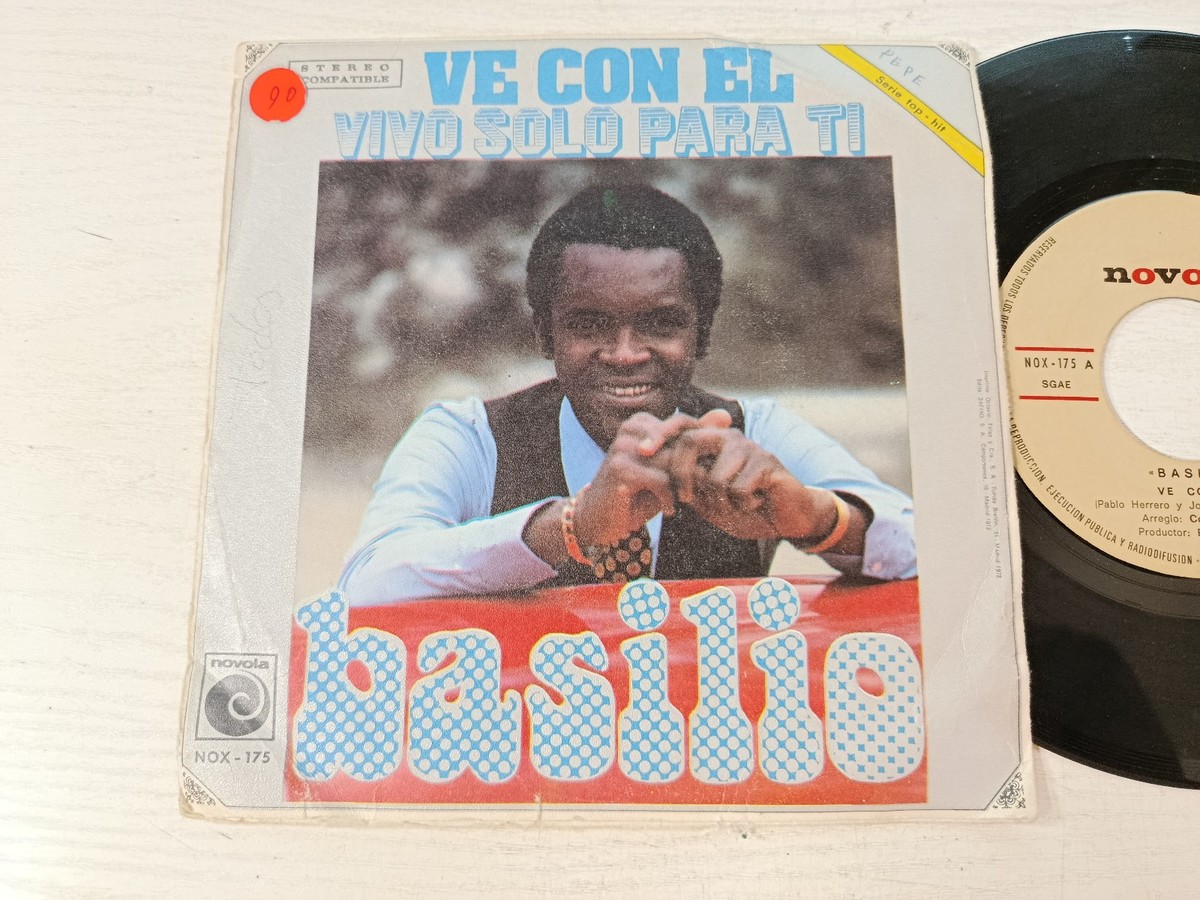 STEREO
COMPATIBLE
90
VE CON EL
VIVO SOLO PARA TI
PEPE
Serie top-hit
basilio
novola
NOX-175
novo
NOX-175 A
SGAE
«BASI
VE CO
(Pablo Herrero y Jo
Arreglo: C
Productor:
RESERVADOS TODOS LOS DERE
REPRODUCCION, EJECUCION PUBLICA Y RADIODIFUSION -